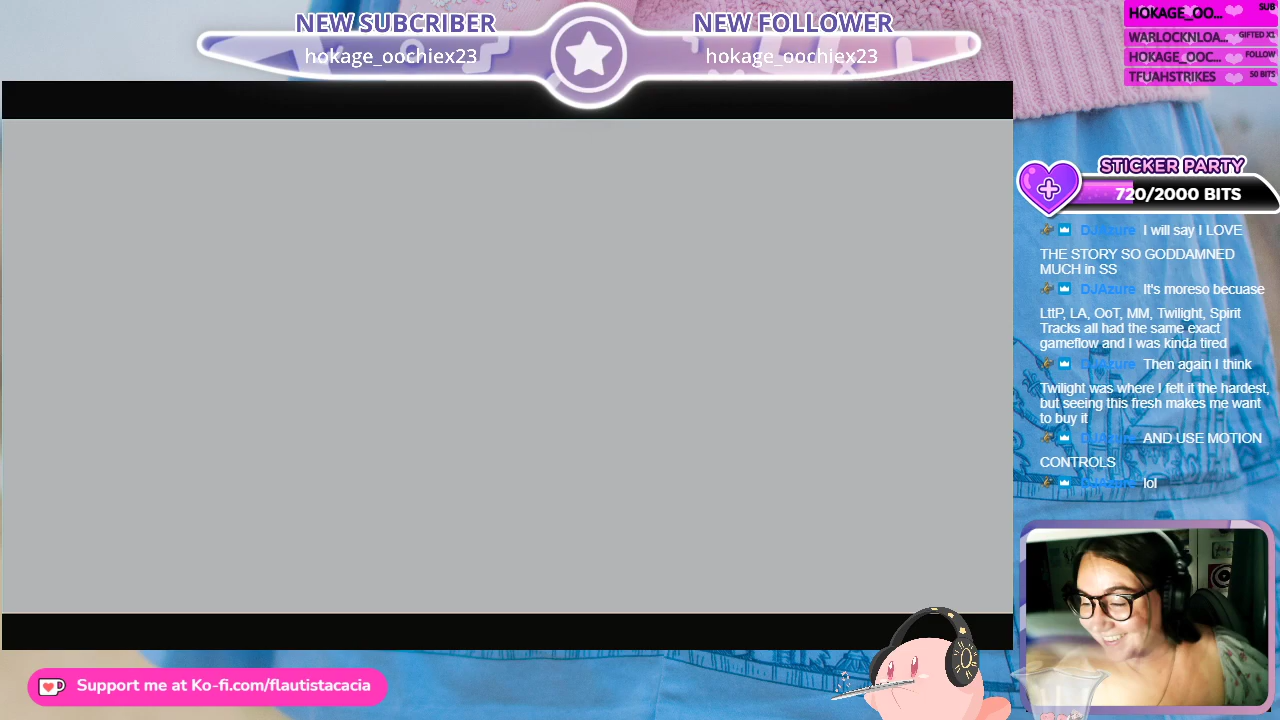 NEW SUBCRIBER
hokage_oochiex23
NEW FOLLOWER
hokage_oochiex23
HOKAGE_OO... SUB
WARLOCKNLOA... GIFTED X1
HOKAGE_OOC... FOLLOW
TFUAHSTRIKES 50 BITS
STICKER PARTY
720/2000 BITS
DJAzure I will say I LOVE
THE STORY SO GODDAMNED
MUCH in SS
DJAzure It's moreso becuase
LttP, LA, OoT, MM, Twilight, Spirit
Tracks all had the same exact
gameflow and I was kinda tired
DJAzure Then again I think
Twilight was where I felt it the hardest,
but seeing this fresh makes me want
to buy it
DJAzure AND USE MOTION
CONTROLS
DJAzure lol
Support me at Ko-fi.com/flautistacacia